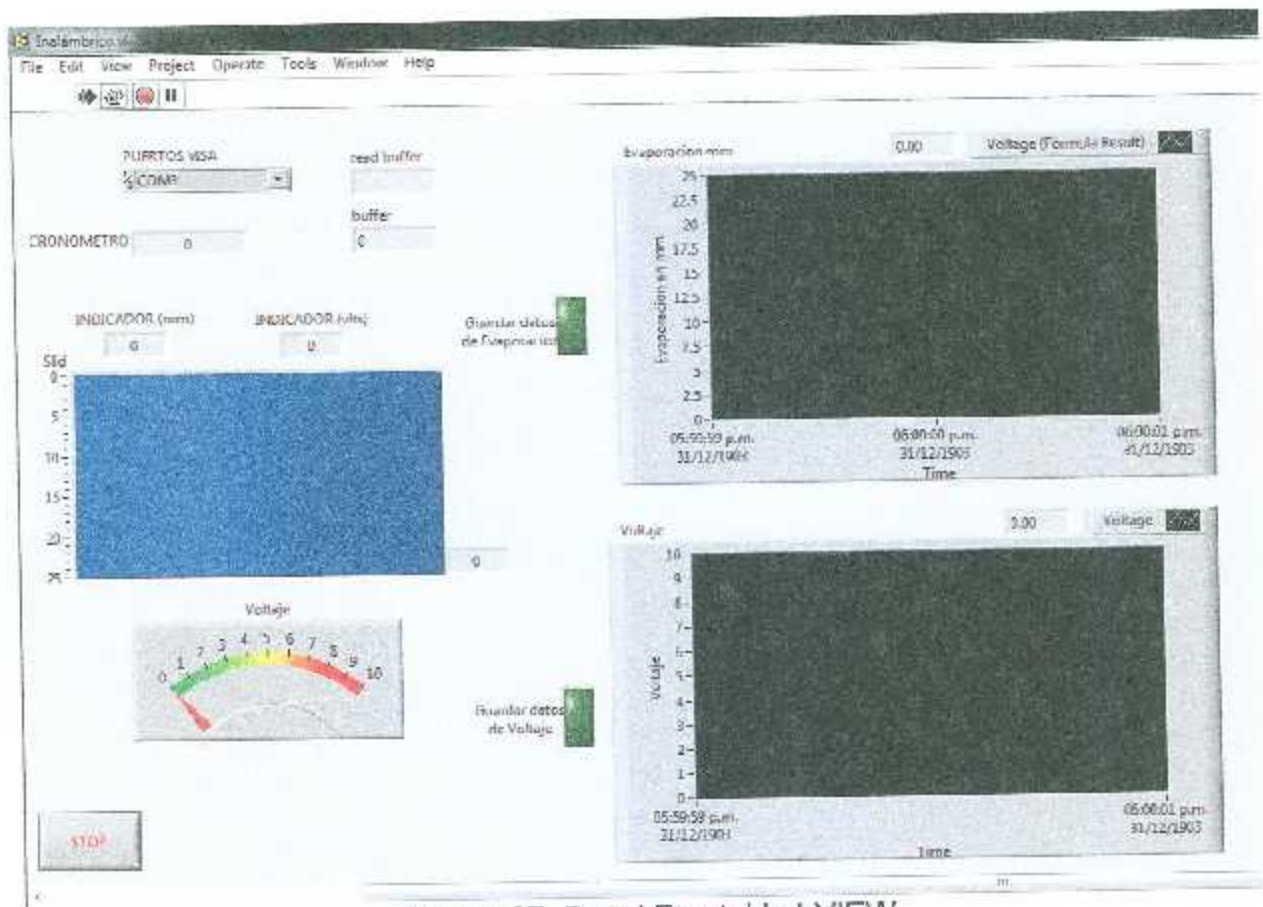 Inalámbrico
File Edit View Project Operate Tools Window Help
PUERTOS VISA
COM3
read buffer
buffer
0
CRONOMETRO
0
INDICADOR (mm)
0
INDICADOR (vlts)
0
Slid
0
5
10
15
20
25
0
Guardar datos
de Evaporacion
Voltaje
0 1 2 3 4 5 6 7 8 9 10
Guardar datos
de Voltaje
STOP
Evaporacion mm
0.00
Voltage (Formula Result)
Evaporacion en mm
25
22.5
20
17.5
15
12.5
10
7.5
5
2.5
0
05:59:59 p.m.
31/12/1903
06:00:00 p.m.
31/12/1903
06:00:01 p.m.
31/12/1903
Time
Voltaje
0.00
Voltage
Voltaje
10
9
8
7
6
5
4
3
2
1
0
05:59:59 p.m.
31/12/1903
06:00:01 p.m.
31/12/1903
Time
m
Panel Frontal LabVIEW